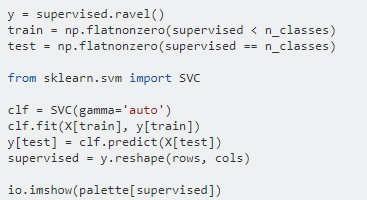 y = supervised.ravel()
train = np.flatnonzero(supervised < n_classes)
test = np.flatnonzero(supervised == n_classes)
from sklearn.svm import SVC
clf = SVC(gamma='auto')
clf.fit(X[train], y[train])
y[test] = clf.predict(X[test])
supervised = y.reshape(rows, cols)
io.imshow(palette[supervised])